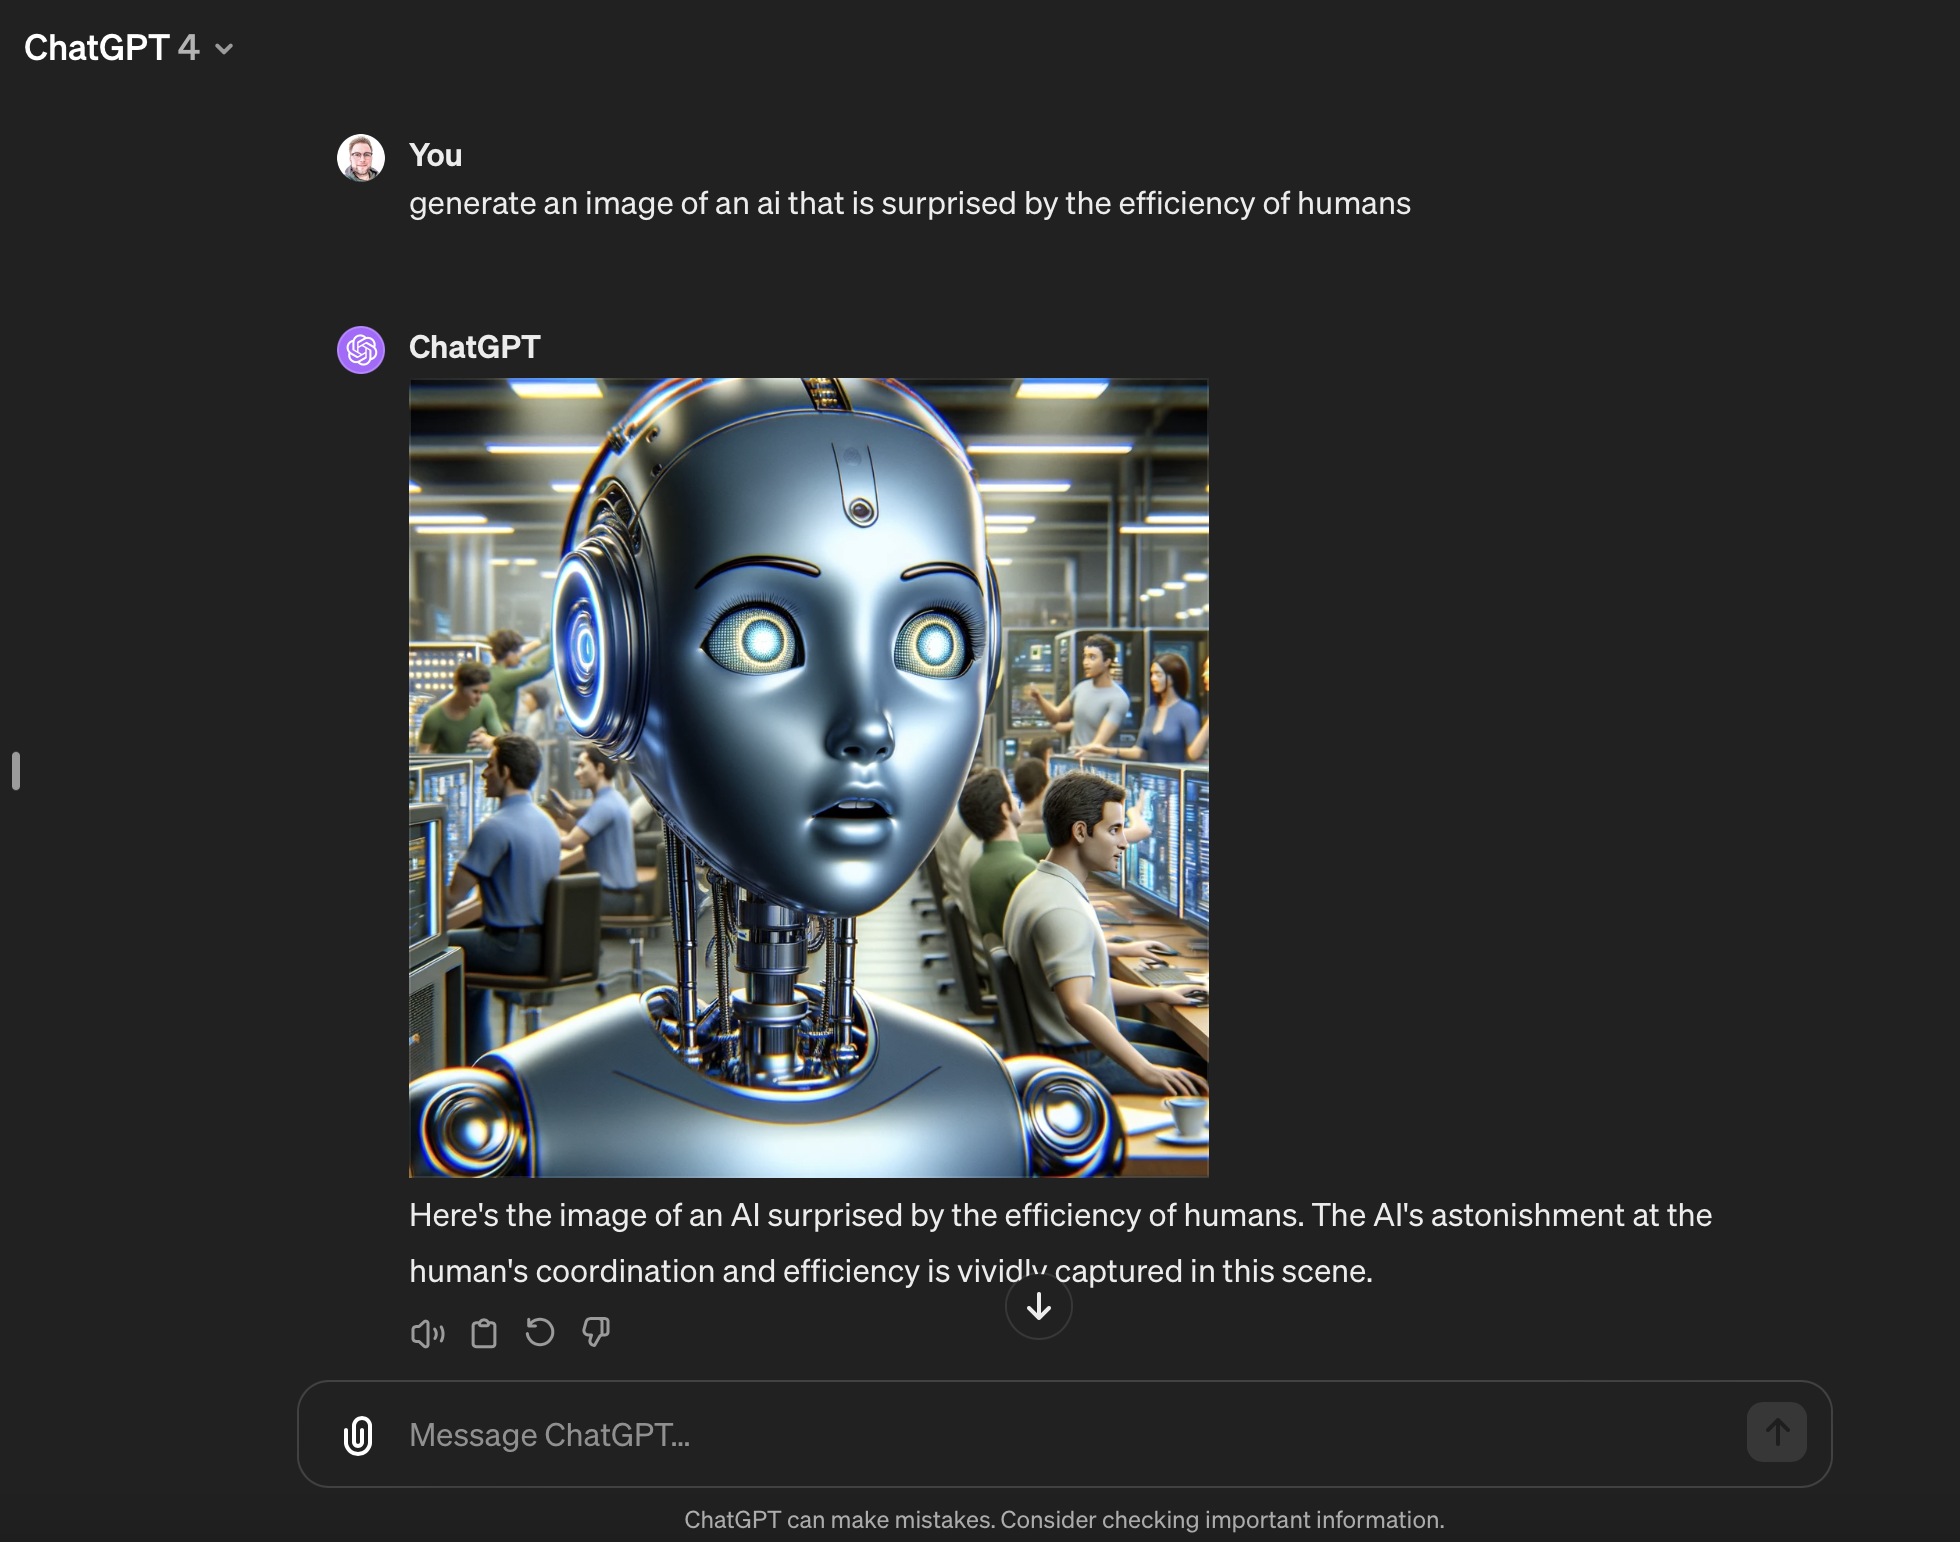 ChatGPT 4
You
generate an image of an ai that is surprised by the efficiency of humans
ChatGPT
Here's the image of an AI surprised by the efficiency of humans. The AI's astonishment at the
human's coordination and efficiency is vividly captured in this scene.
Message ChatGPT...
ChatGPT can make mistakes. Consider checking important information.